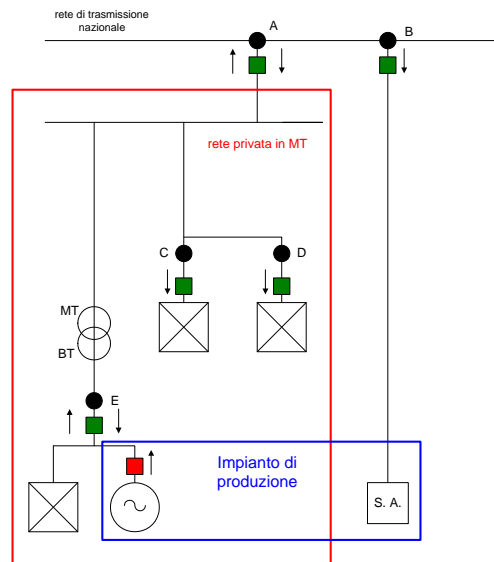 rete di trasmissione
nazionale
A
B
rete privata in MT
C
D
MT
BT
E
Impianto di
produzione
S. A.